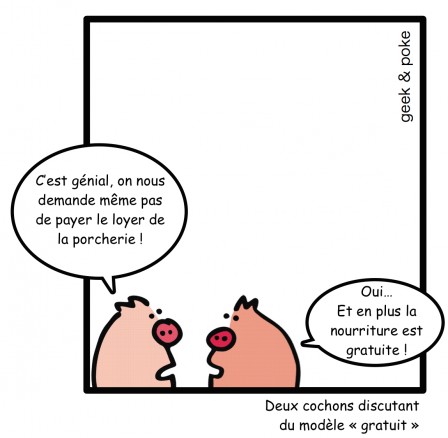 geek & poke
C'est génial, on nous
demande même pas
de payer le loyer de
la porcherie !
Oui...
Et en plus la
nourriture est
gratuite !
Deux cochons discutant
du modèle « gratuit »